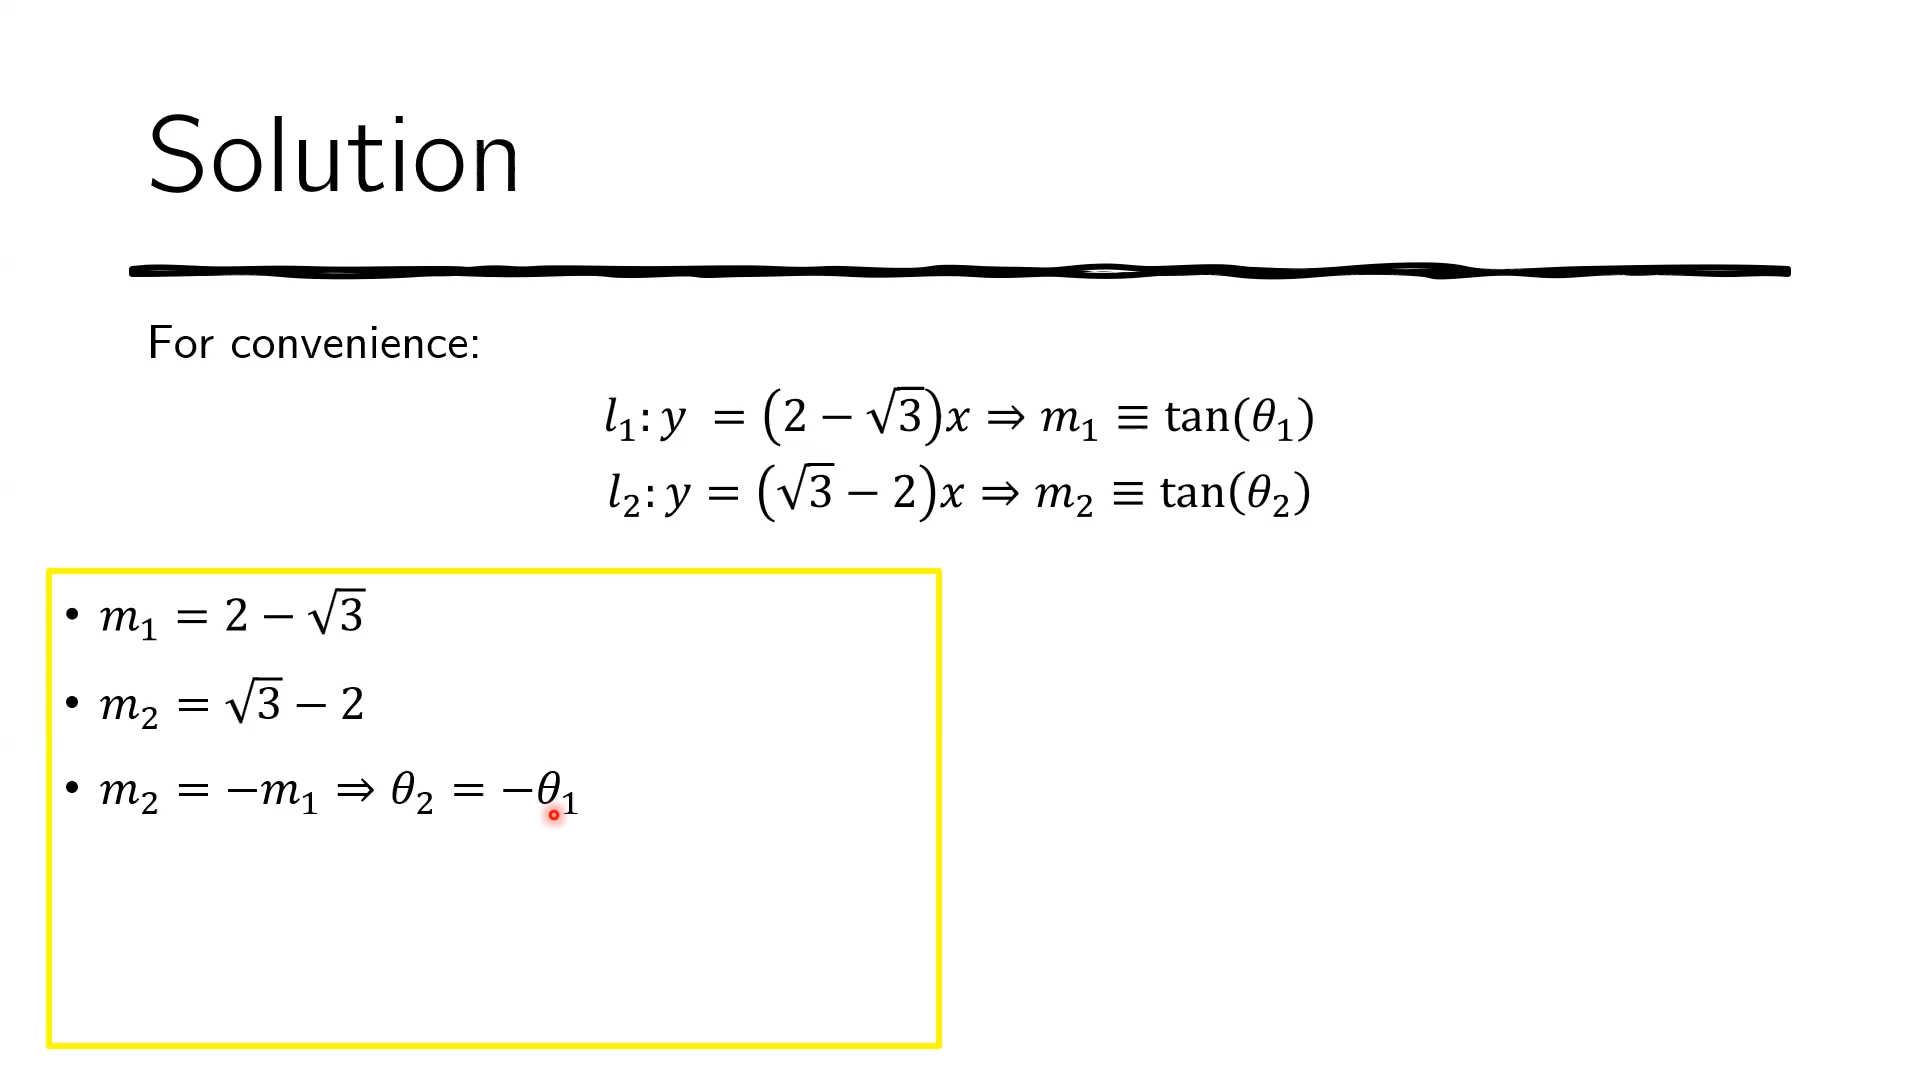 Solution
For convenience:
l₁: y = (2 − √3)x ⇒ m₁ ≡ tan(θ₁)
l₂: y = (√3 − 2)x ⇒ m₂ ≡ tan(θ₂)
• m₁ = 2 − √3
• m₂ = √3 − 2
• m₂ = −m₁ ⇒ θ₂ = −θ₁